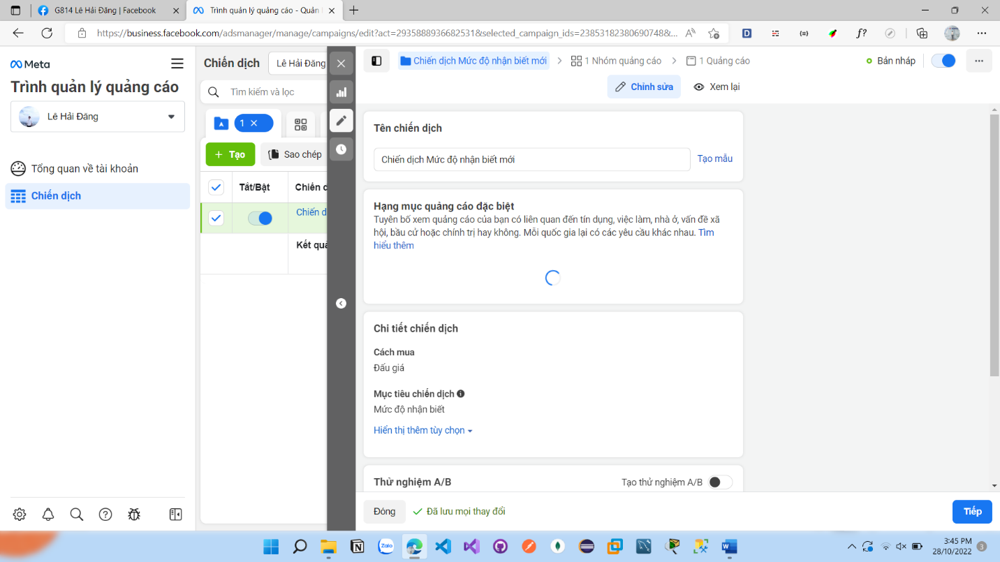 G814 Lê Hải Đăng | Facebook
Trình quản lý quảng cáo - Quản
https://business.facebook.com/adsmanager/manage/campaigns/edit?act=2935888936682531&selected_campaign_ids=23853182380690748&...
Meta
Trình quản lý quảng cáo
Lê Hải Đăng
Tổng quan về tài khoản
Chiến dịch
Chiến dịch
Lê Hải Đăng
Tìm kiếm và lọc
1
+ Tạo
Sao chép
Tắt/Bật
Chiến d
Chiến d
Kết quả
Chiến dịch Mức độ nhận biết mới
1 Nhóm quảng cáo
1 Quảng cáo
Bản nháp
Chỉnh sửa
Xem lại
Tên chiến dịch
Chiến dịch Mức độ nhận biết mới
Tạo mẫu
Hạng mục quảng cáo đặc biệt
Tuyên bố xem quảng cáo của bạn có liên quan đến tín dụng, việc làm, nhà ở, vấn đề xã
hội, bầu cử hoặc chính trị hay không. Mỗi quốc gia lại có các yêu cầu khác nhau. Tìm
hiểu thêm
Chi tiết chiến dịch
Cách mua
Đấu giá
Mục tiêu chiến dịch
Mức độ nhận biết
Hiển thị thêm tùy chọn
Thử nghiệm A/B
Tạo thử nghiệm A/B
Đóng
Đã lưu mọi thay đổi
Tiếp
Zalo
3:45 PM
28/10/2022
3